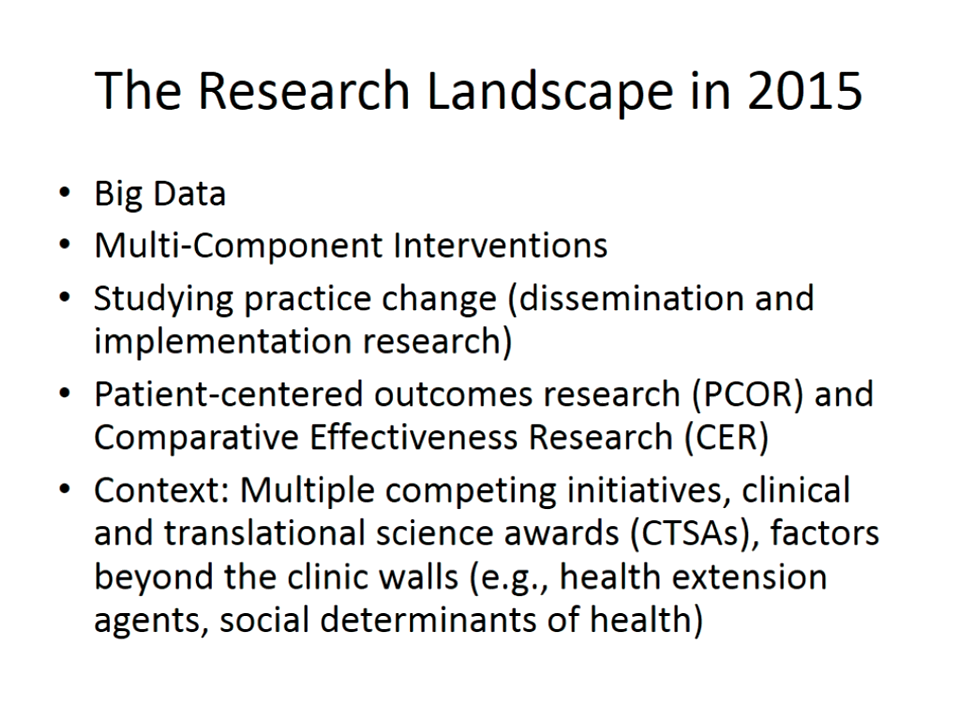 The Research Landscape in 2015
• Big Data
• Multi-Component Interventions
• Studying practice change (dissemination and
implementation research)
• Patient-centered outcomes research (PCOR) and
Comparative Effectiveness Research (CER)
• Context: Multiple competing initiatives, clinical
and translational science awards (CTSAs), factors
beyond the clinic walls (e.g., health extension
agents, social determinants of health)